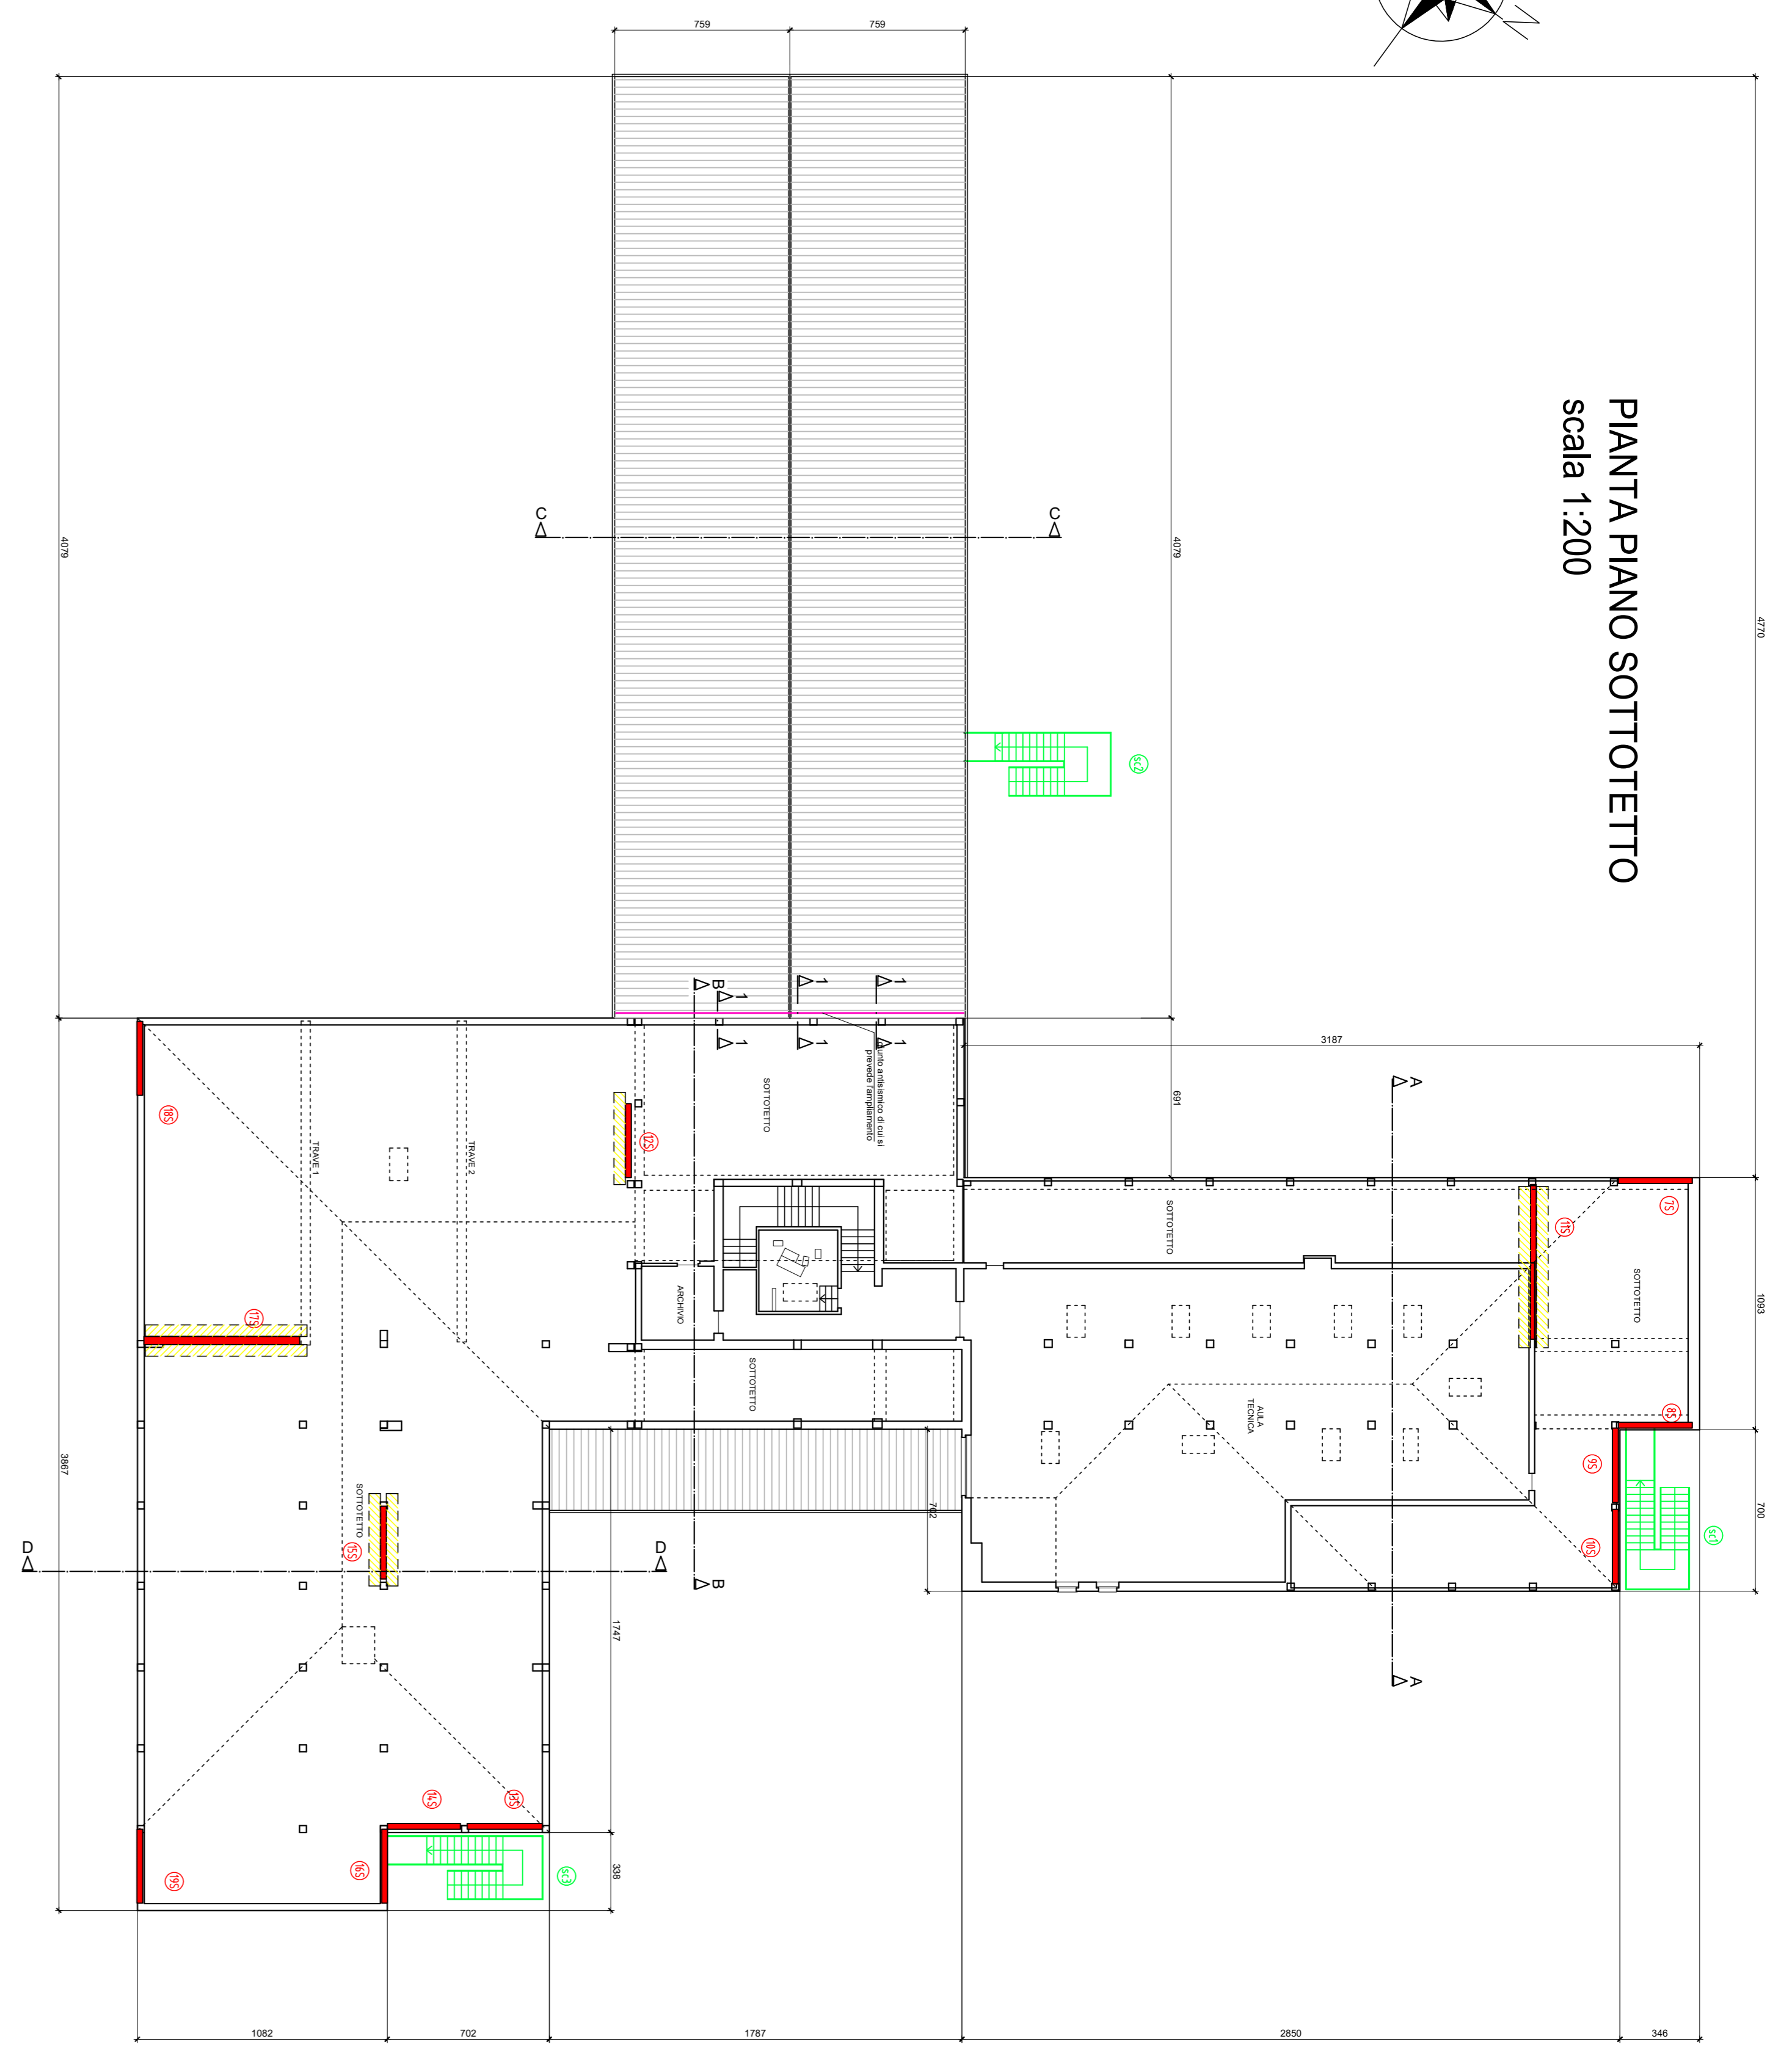 PIANTA PIANO SOTTOTETTO
scala 1:200
N
759
759
4079
4079
4770
C
C
sc2
B
1
1
1
1
1
1
giunto antisismico di cui si
prevede l'ampliamento
3187
691
A
18S
TRAVE 1
TRAVE 2
12S
SOTTOTETTO
SOTTOTETTO
11S
7S
SOTTOTETTO
1093
17S
ARCHIVIO
SOTTOTETTO
AULA
TECNICA
8S
9S
3867
SOTTOTETTO
15S
702
10S
sc1
700
D
D
B
1747
A
14S
13S
19S
16S
sc3
338
1082
702
1787
2850
346